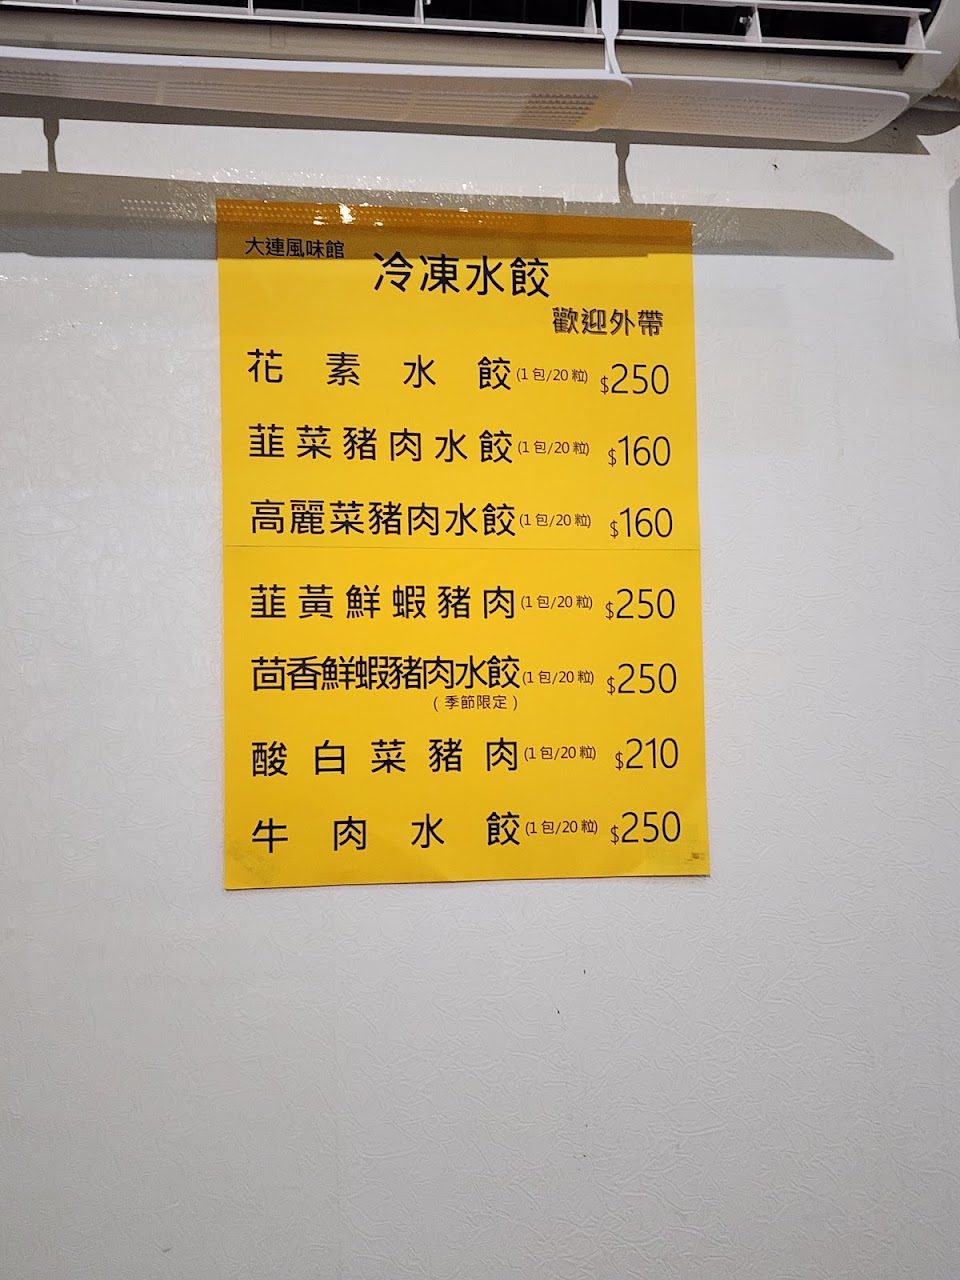 大連風味館
冷凍水餃
歡迎外帶
花素水餃(1包/20粒) $250
韮菜豬肉水餃(1包/20粒) $160
高麗菜豬肉水餃(1包/20粒) $160
韮黃鮮蝦豬肉(1包/20粒) $250
茴香鮮蝦豬肉水餃(1包/20粒) $250
(季節限定)
酸白菜豬肉(1包/20粒) $210
牛肉水餃(1包/20粒) $250